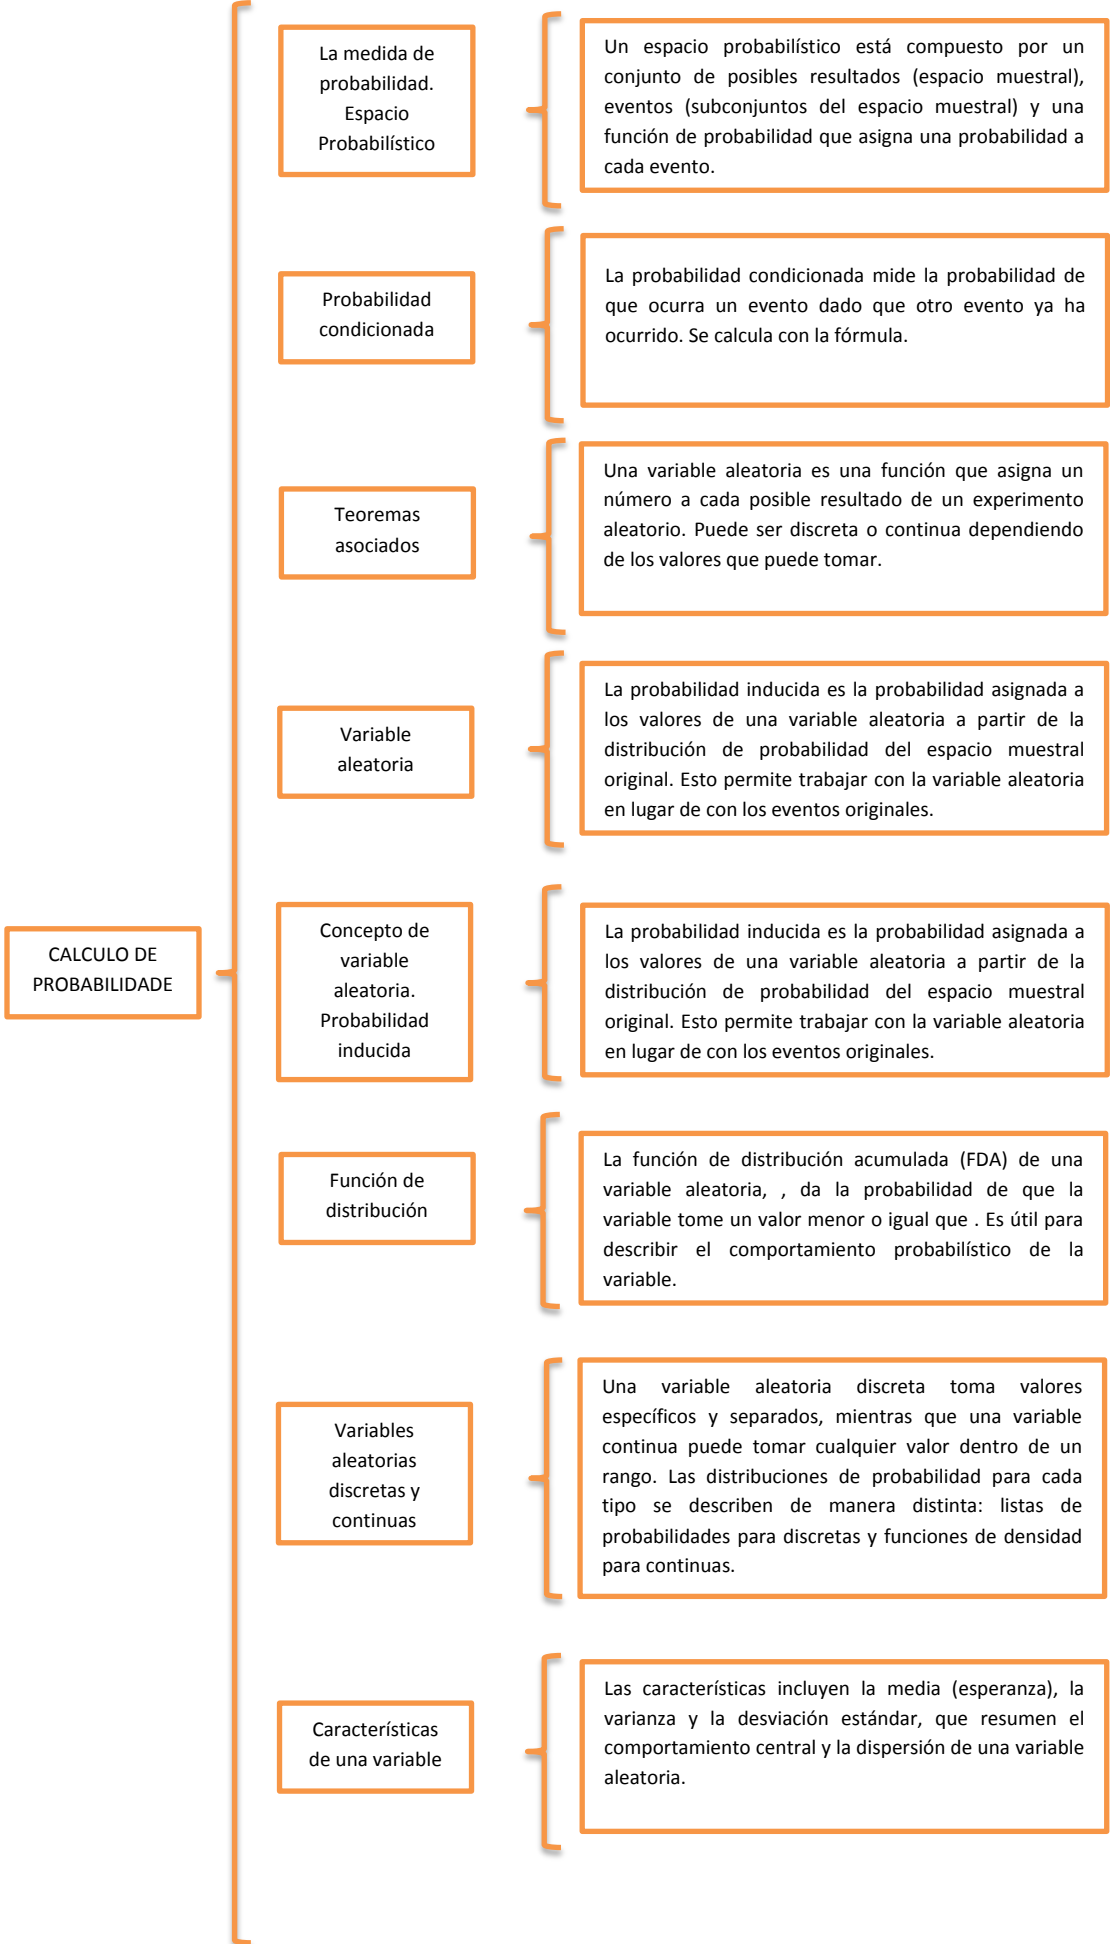 La medida de
probabilidad.
Espacio
Probabilístico
Un espacio probabilístico está compuesto por un
conjunto de posibles resultados (espacio muestral),
eventos (subconjuntos del espacio muestral) y una
función de probabilidad que asigna una probabilidad a
cada evento.
Probabilidad
condicionada
La probabilidad condicionada mide la probabilidad de
que ocurra un evento dado que otro evento ya ha
ocurrido. Se calcula con la fórmula.
Teoremas
asociados
Una variable aleatoria es una función que asigna un
número a cada posible resultado de un experimento
aleatorio. Puede ser discreta o continua dependiendo
de los valores que puede tomar.
Variable
aleatoria
La probabilidad inducida es la probabilidad asignada a
los valores de una variable aleatoria a partir de la
distribución de probabilidad del espacio muestral
original. Esto permite trabajar con la variable aleatoria
en lugar de con los eventos originales.
CALCULO DE
PROBABILIDADE
Concepto de
variable
aleatoria.
Probabilidad
inducida
La probabilidad inducida es la probabilidad asignada a
los valores de una variable aleatoria a partir de la
distribución de probabilidad del espacio muestral
original. Esto permite trabajar con la variable aleatoria
en lugar de con los eventos originales.
Función de
distribución
La función de distribución acumulada (FDA) de una
variable aleatoria, , da la probabilidad de que la
variable tome un valor menor o igual que . Es útil para
describir el comportamiento probabilístico de la
variable.
Variables
aleatorias
discretas y
continuas
Una variable aleatoria discreta toma valores
específicos y separados, mientras que una variable
continua puede tomar cualquier valor dentro de un
rango. Las distribuciones de probabilidad para cada
tipo se describen de manera distinta: listas de
probabilidades para discretas y funciones de densidad
para continuas.
Características
de una variable
Las características incluyen la media (esperanza), la
varianza y la desviación estándar, que resumen el
comportamiento central y la dispersión de una variable
aleatoria.